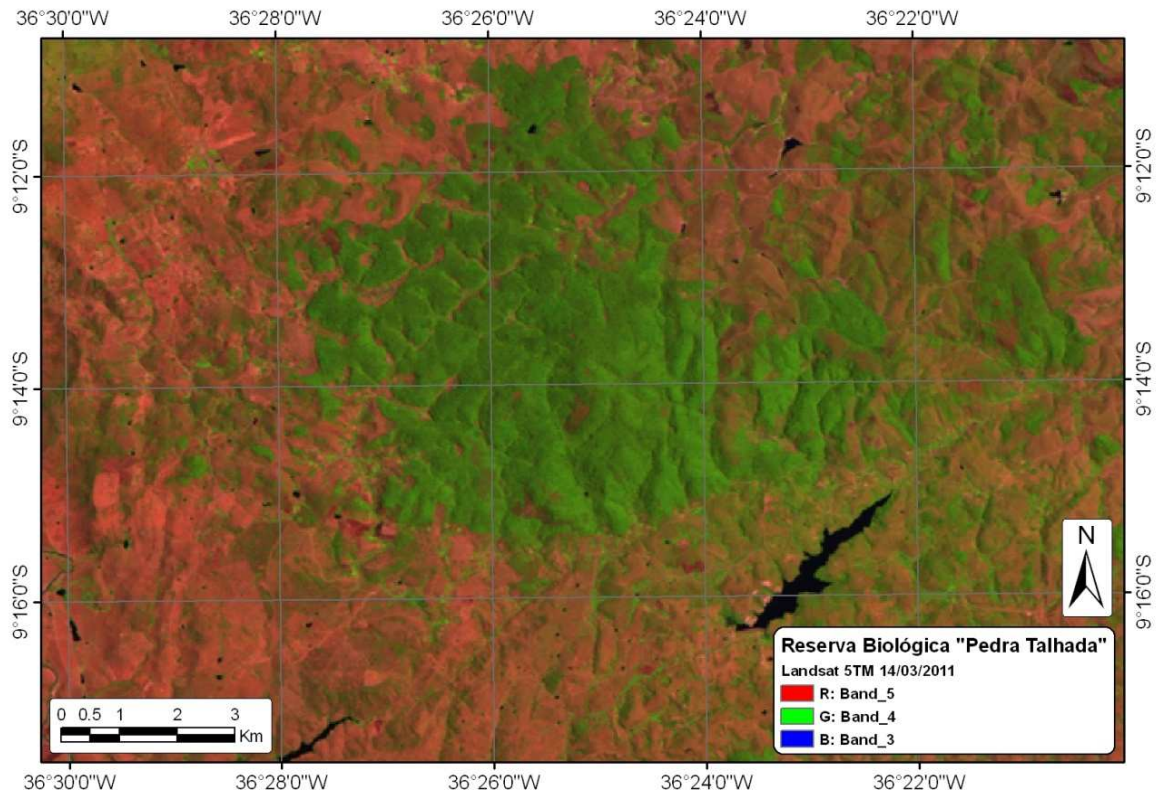 36°30'0"W 36°28'0"W 36°26'0"W 36°24'0"W 36°22'0"W
9°12'0"S 9°12'0"S
9°14'0"S 9°14'0"S
9°16'0"S 9°16'0"S
N
Reserva Biológica "Pedra Talhada"
Landsat 5TM 14/03/2011
R: Band_5
G: Band_4
B: Band_3
0 0.5 1 2 3
Km
36°30'0"W 36°28'0"W 36°26'0"W 36°24'0"W 36°22'0"W